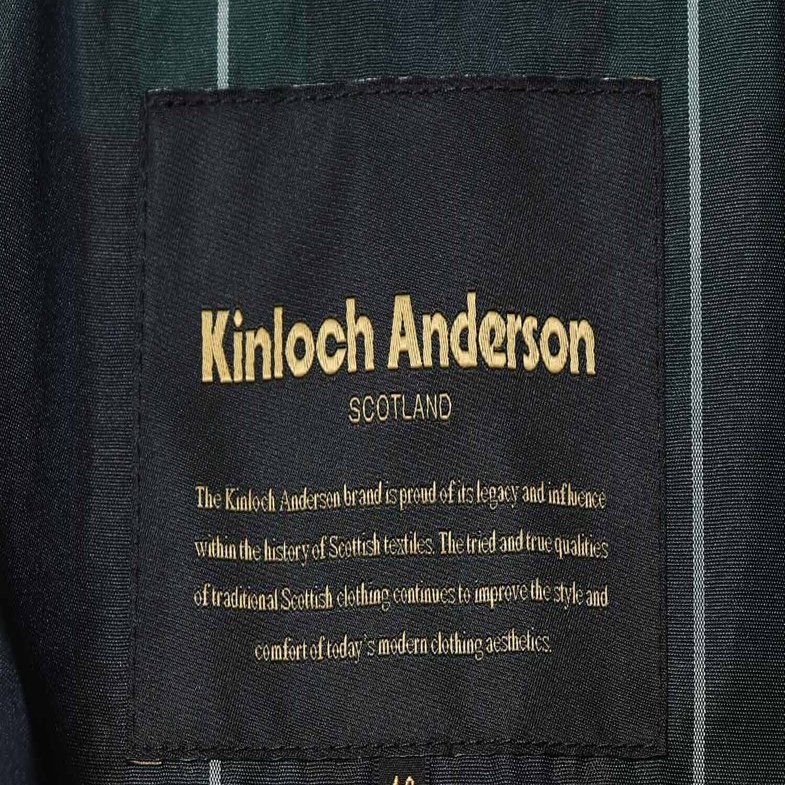 Kinloch Anderson
SCOTLAND
The Kinloch Anderson brand is proud of its legacy and influence
within the history of Scottish textiles. The tried and true qualities
of traditional Scottish clothing continues to improve the style and
comfort of today's modern clothing aesthetics.